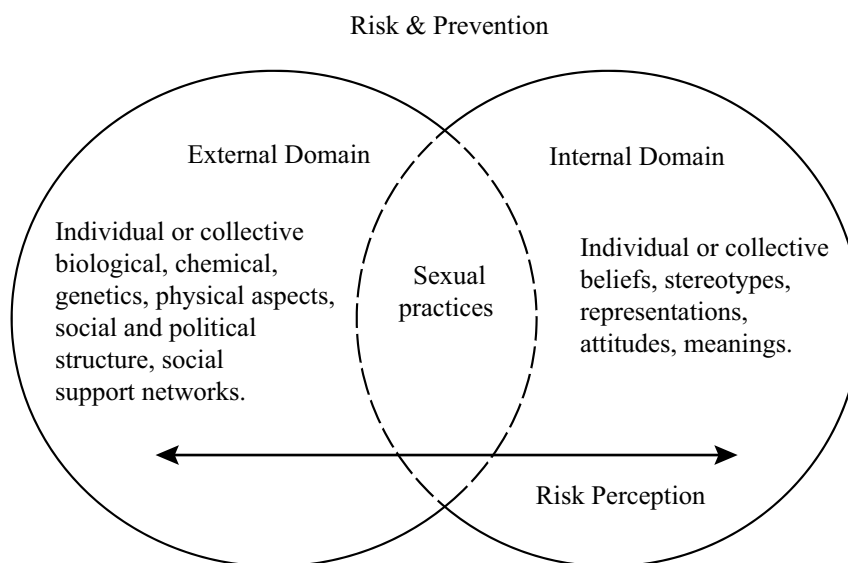 Risk & Prevention
External Domain
Individual or collective
biological, chemical,
genetics, physical aspects,
social and political
structure, social
support networks.
Sexual
practices
Internal Domain
Individual or collective
beliefs, stereotypes,
representations,
attitudes, meanings.
Risk Perception